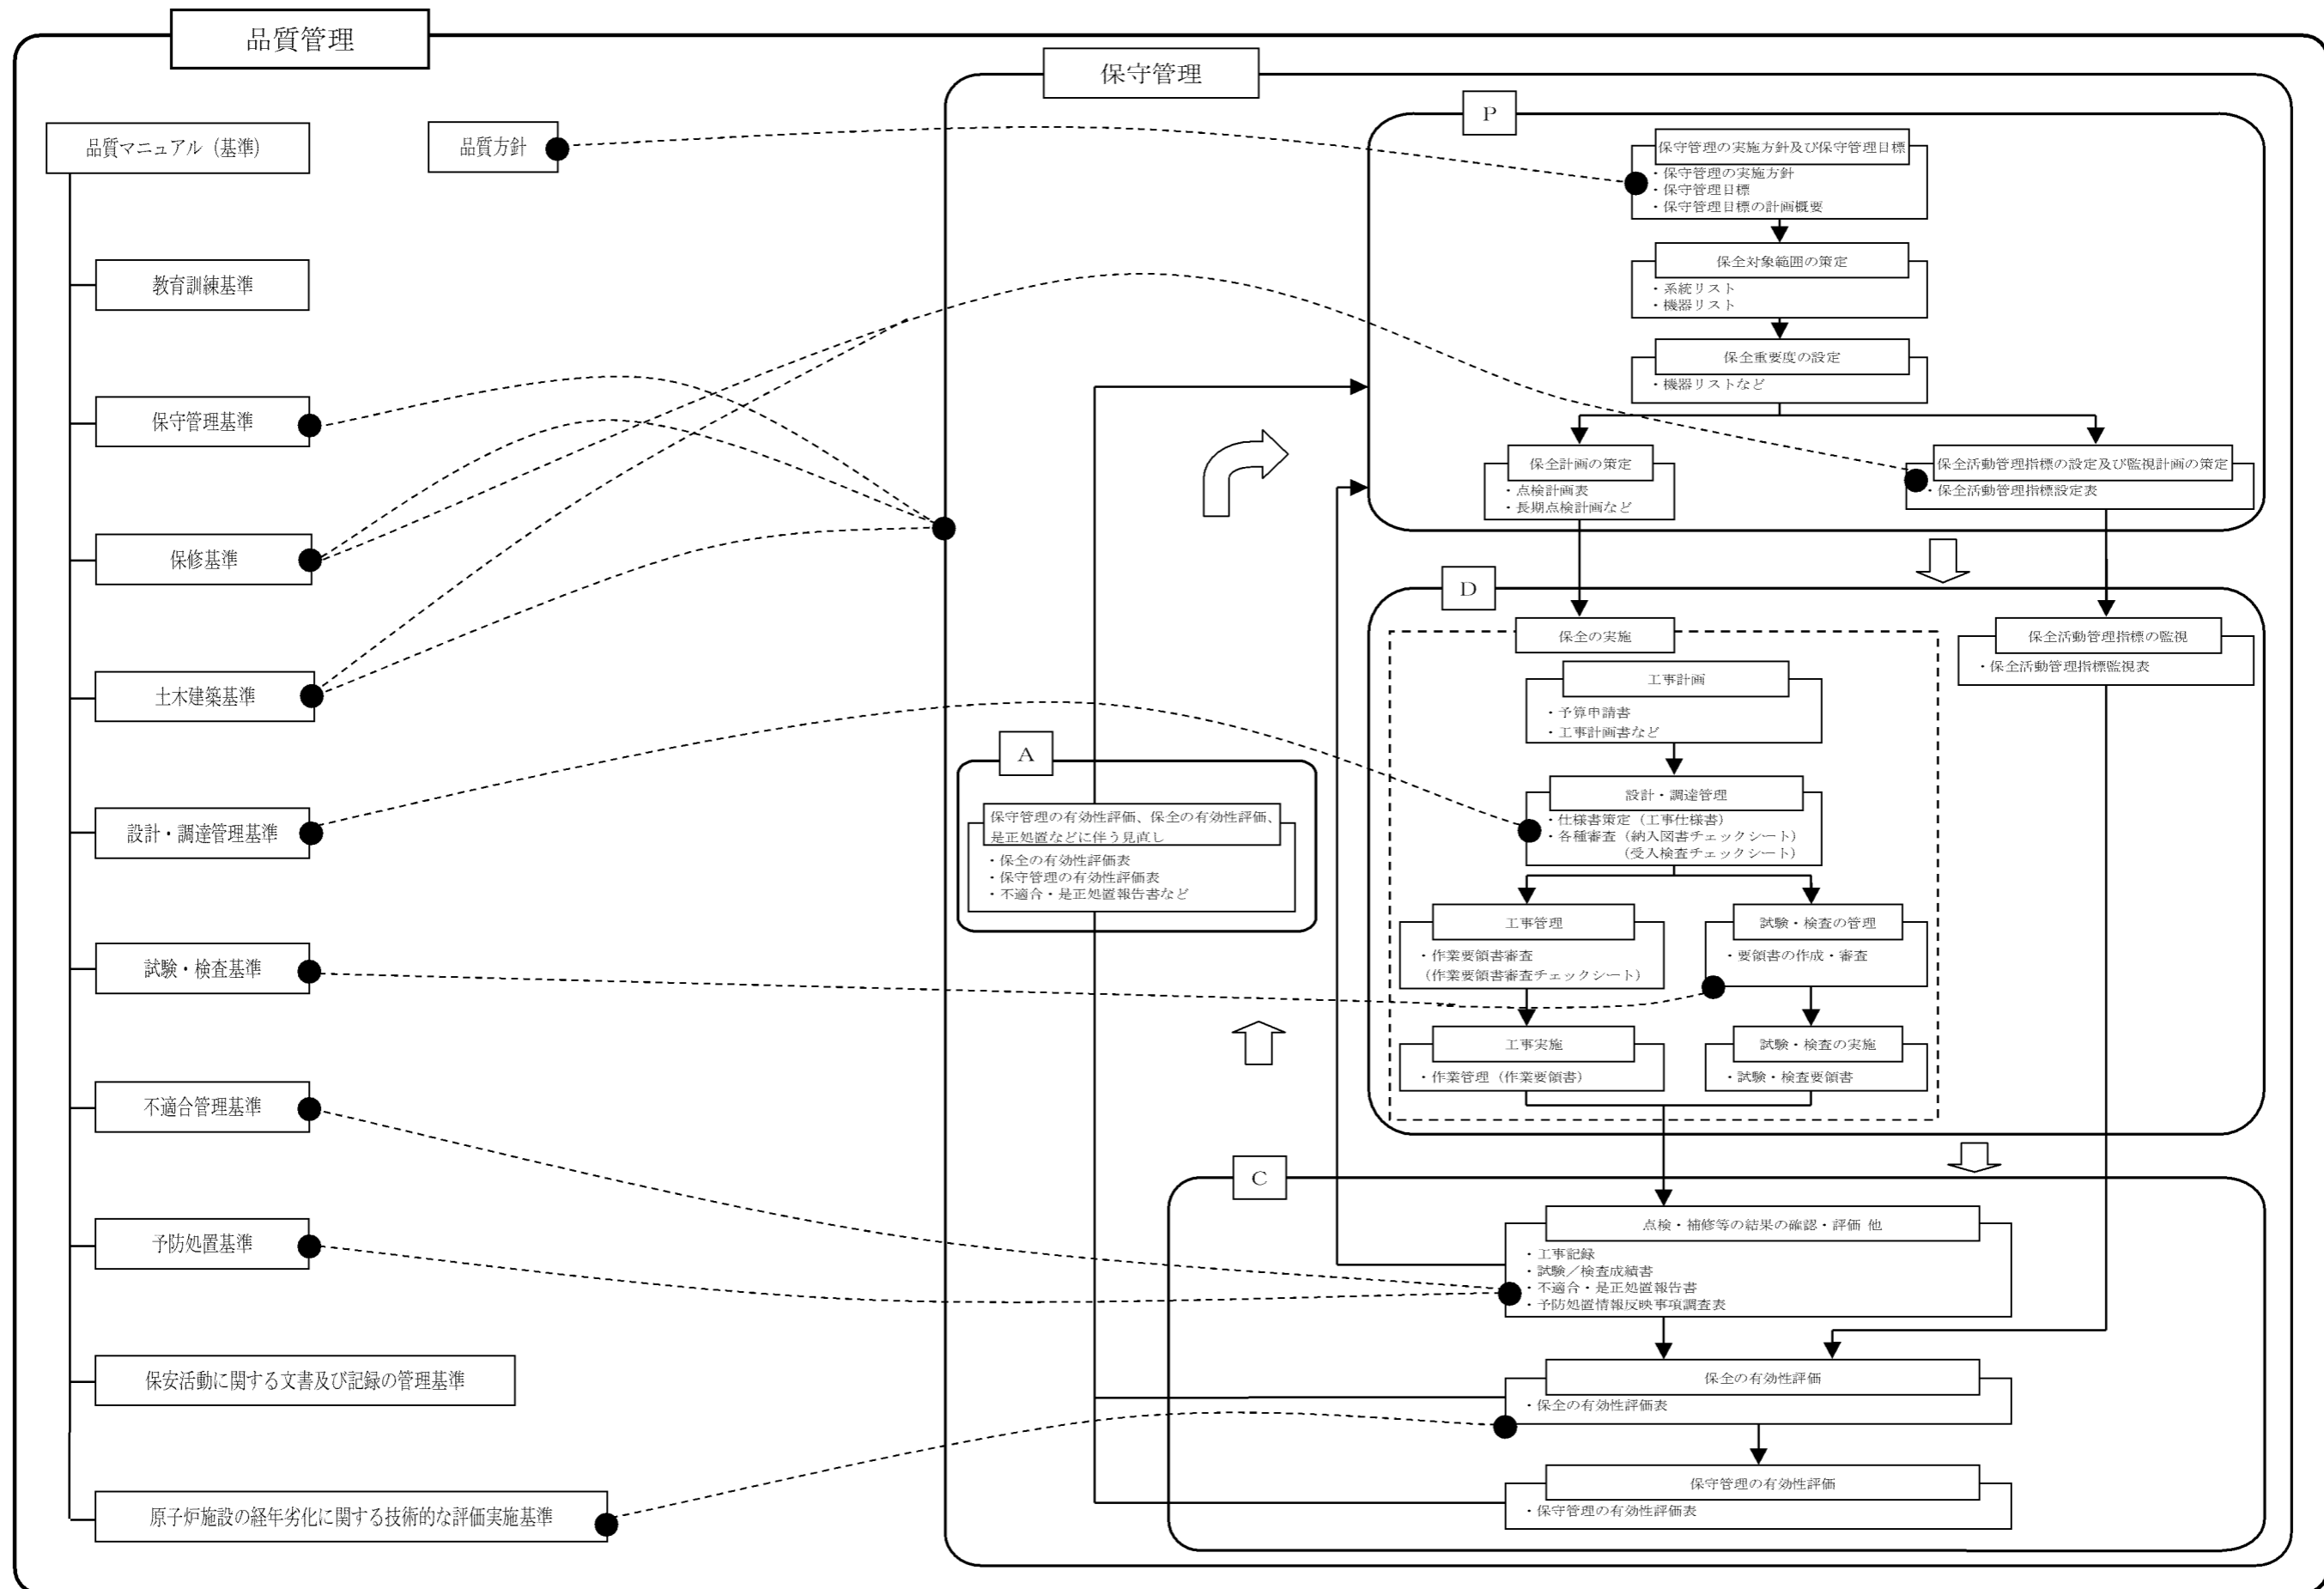 品質管理
品質マニュアル（基準）
品質方針
教育訓練基準
保守管理基準
保修基準
土木建築基準
設計・調達管理基準
試験・検査基準
不適合管理基準
予防処置基準
保安活動に関する文書及び記録の管理基準
原子炉施設の経年劣化に関する技術的な評価実施基準
保守管理
P
保守管理の実施方針及び保守管理目標
・保守管理の実施方針
・保守管理目標
・保守管理目標の計画概要
保全対象範囲の策定
・系統リスト
・機器リスト
保全重要度の設定
・機器リストなど
保全計画の策定
・点検計画表
・長期点検計画など
保全活動管理指標の設定及び監視計画の策定
・保全活動管理指標設定表
D
保全の実施
工事計画
・予算申請書
・工事計画書など
設計・調達管理
・仕様書策定（工事仕様書）
・各種審査（納入図書チェックシート）
（受入検査チェックシート）
工事管理
・作業要領書審査
（作業要領書審査チェックシート）
試験・検査の管理
・要領書の作成・審査
工事実施
・作業管理（作業要領書）
試験・検査の実施
・試験・検査要領書
保全活動管理指標の監視
・保全活動管理指標監視表
A
保守管理の有効性評価、保全の有効性評価、
是正処置などに伴う見直し
・保全の有効性評価表
・保守管理の有効性評価表
・不適合・是正処置報告書など
C
点検・補修等の結果の確認・評価 他
・工事記録
・試験／検査成績書
・不適合・是正処置報告書
・予防処置情報反映事項調査表
保全の有効性評価
・保全の有効性評価表
保守管理の有効性評価
・保守管理の有効性評価表